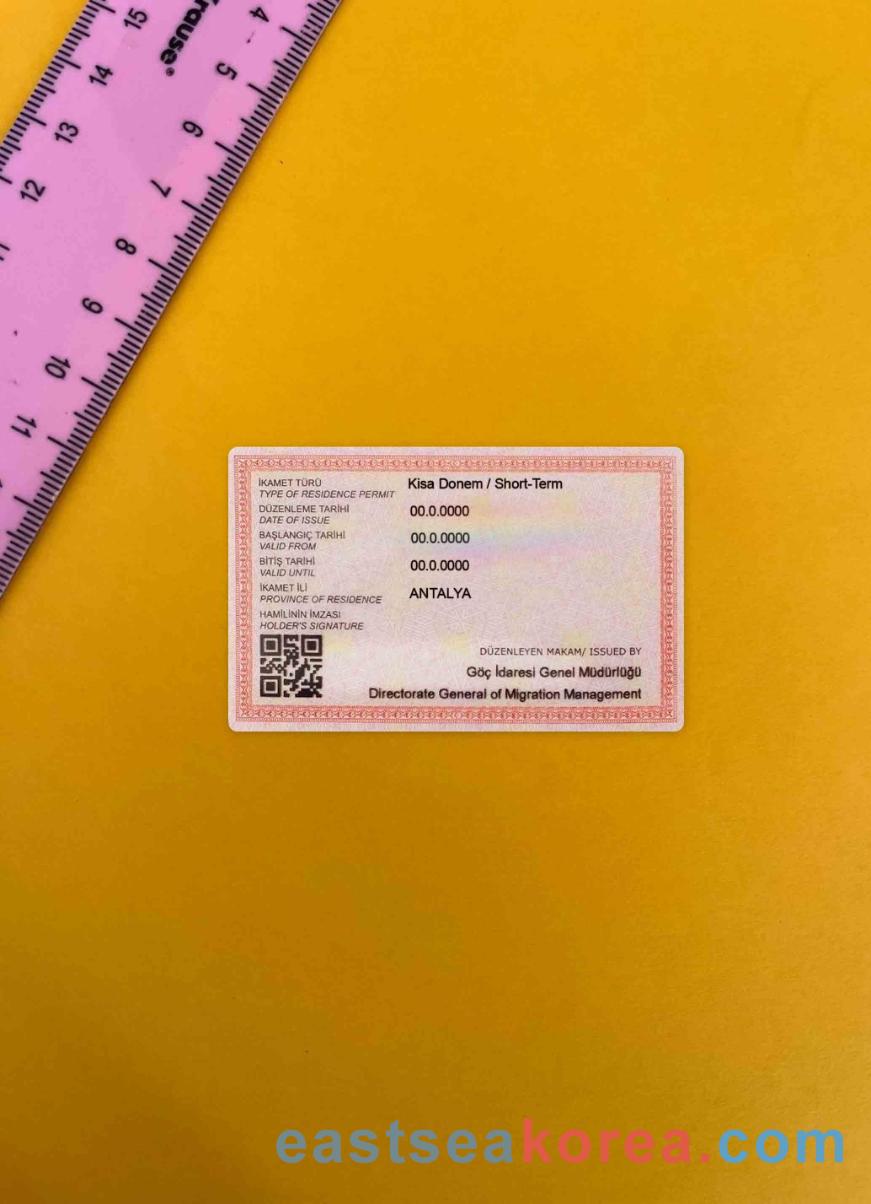 Krause
15
14
13
12
11
10
9
8
7
6
5
4
İKAMET TÜRÜ
TYPE OF RESIDENCE PERMIT
Kisa Donem / Short-Term
DÜZENLEME TARİHİ
DATE OF ISSUE
00.0.0000
BAŞLANGIÇ TARİHİ
VALID FROM
00.0.0000
BİTİŞ TARİHİ
VALID UNTIL
00.0.0000
İKAMET İLİ
PROVINCE OF RESIDENCE
ANTALYA
HAMİLİNİN İMZASI
HOLDER'S SIGNATURE
DÜZENLEYEN MAKAM/ ISSUED BY
Göç İdaresi Genel Müdürlüğü
Directorate General of Migration Management
eastseakorea.com